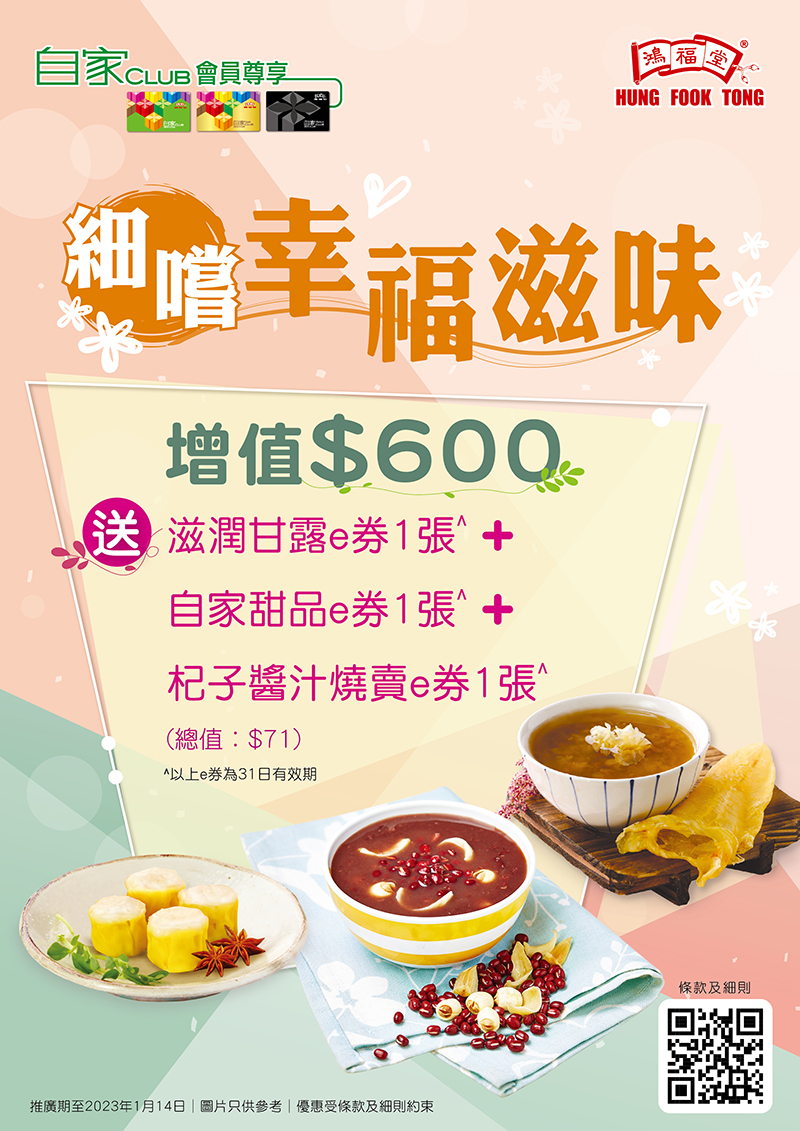 自家CLUB 會員尊享
鴻福堂®
HUNG FOOK TONG
細嚐幸福滋味
增值$600
送 滋潤甘露e券1張^ +
自家甜品e券1張^ +
杞子醬汁燒賣e券1張^
(總值：$71)
^以上e券為31日有效期
條款及細則
推廣期至2023年1月14日｜圖片只供參考｜優惠受條款及細則約束